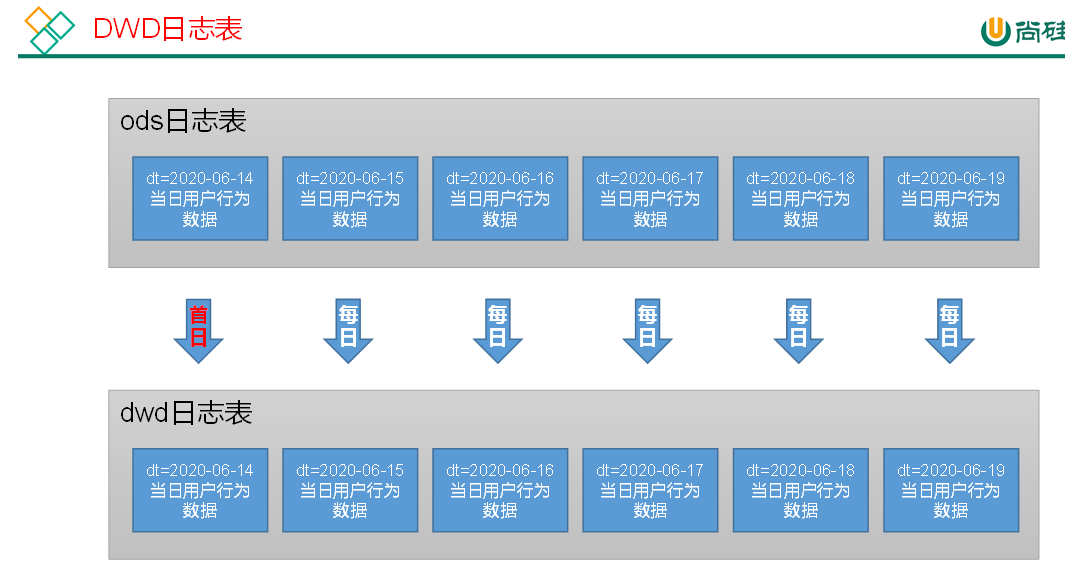 DWD日志表
尚硅
ods日志表
dt=2020-06-14
当日用户行为
数据
dt=2020-06-15
当日用户行为
数据
dt=2020-06-16
当日用户行为
数据
dt=2020-06-17
当日用户行为
数据
dt=2020-06-18
当日用户行为
数据
dt=2020-06-19
当日用户行为
数据
首
日
每
日
每
日
每
日
每
日
每
日
dwd日志表
dt=2020-06-14
当日用户行为
数据
dt=2020-06-15
当日用户行为
数据
dt=2020-06-16
当日用户行为
数据
dt=2020-06-17
当日用户行为
数据
dt=2020-06-18
当日用户行为
数据
dt=2020-06-19
当日用户行为
数据